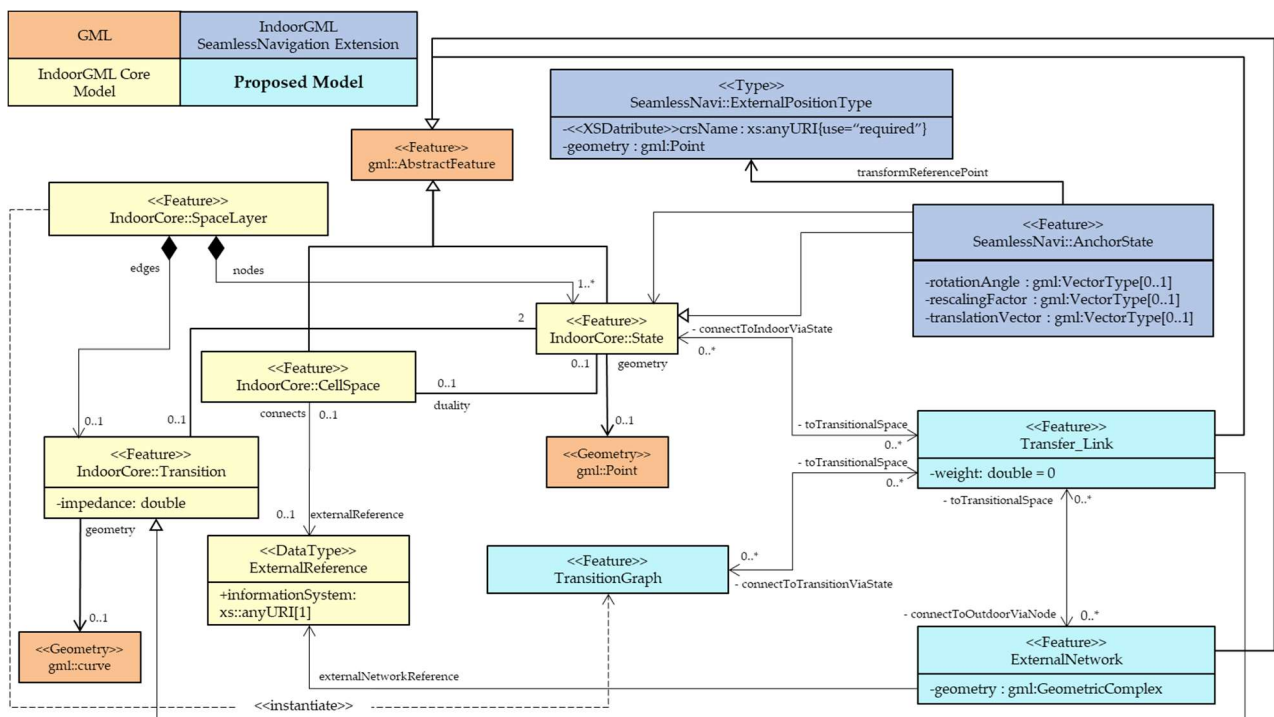 GML
IndoorGML
SeamlessNavigation Extension
IndoorGML Core
Model
Proposed Model
<<Type>>
SeamlessNavi::ExternalPositionType
-<<XSDatribute>>crsName : xs:anyURI{use="required"}
-geometry : gml:Point
<<Feature>>
gml::AbstractFeature
transformReferencePoint
<<Feature>>
IndoorCore::SpaceLayer
<<Feature>>
SeamlessNavi::AnchorState
-rotationAngle : gml:VectorType[0..1]
-rescalingFactor : gml:VectorType[0..1]
-translationVector : gml:VectorType[0..1]
edges
nodes
1..*
2
<<Feature>>
IndoorCore::State
- connectToIndoorViaState
0..*
0..1
geometry
<<Feature>>
IndoorCore::CellSpace
0..1
duality
connects
0..1
0..1
0..1
0..1
<<Feature>>
IndoorCore::Transition
-impedance: double
<<Geometry>>
gml::Point
- toTransitionalSpace
0..*
- toTransitionalSpace
0..*
<<Feature>>
Transfer_Link
-weight: double = 0
- toTransitionalSpace
0..*
geometry
0..1
externalReference
<<DataType>>
ExternalReference
+informationSystem:
xs::anyURI[1]
<<Feature>>
TransitionGraph
0..*
- connectToTransitionViaState
0..1
<<Geometry>>
gml::curve
- connectToOutdoorViaNode
0..*
<<Feature>>
ExternalNetwork
-geometry : gml:GeometricComplex
externalNetworkReference
<<instantiate>>